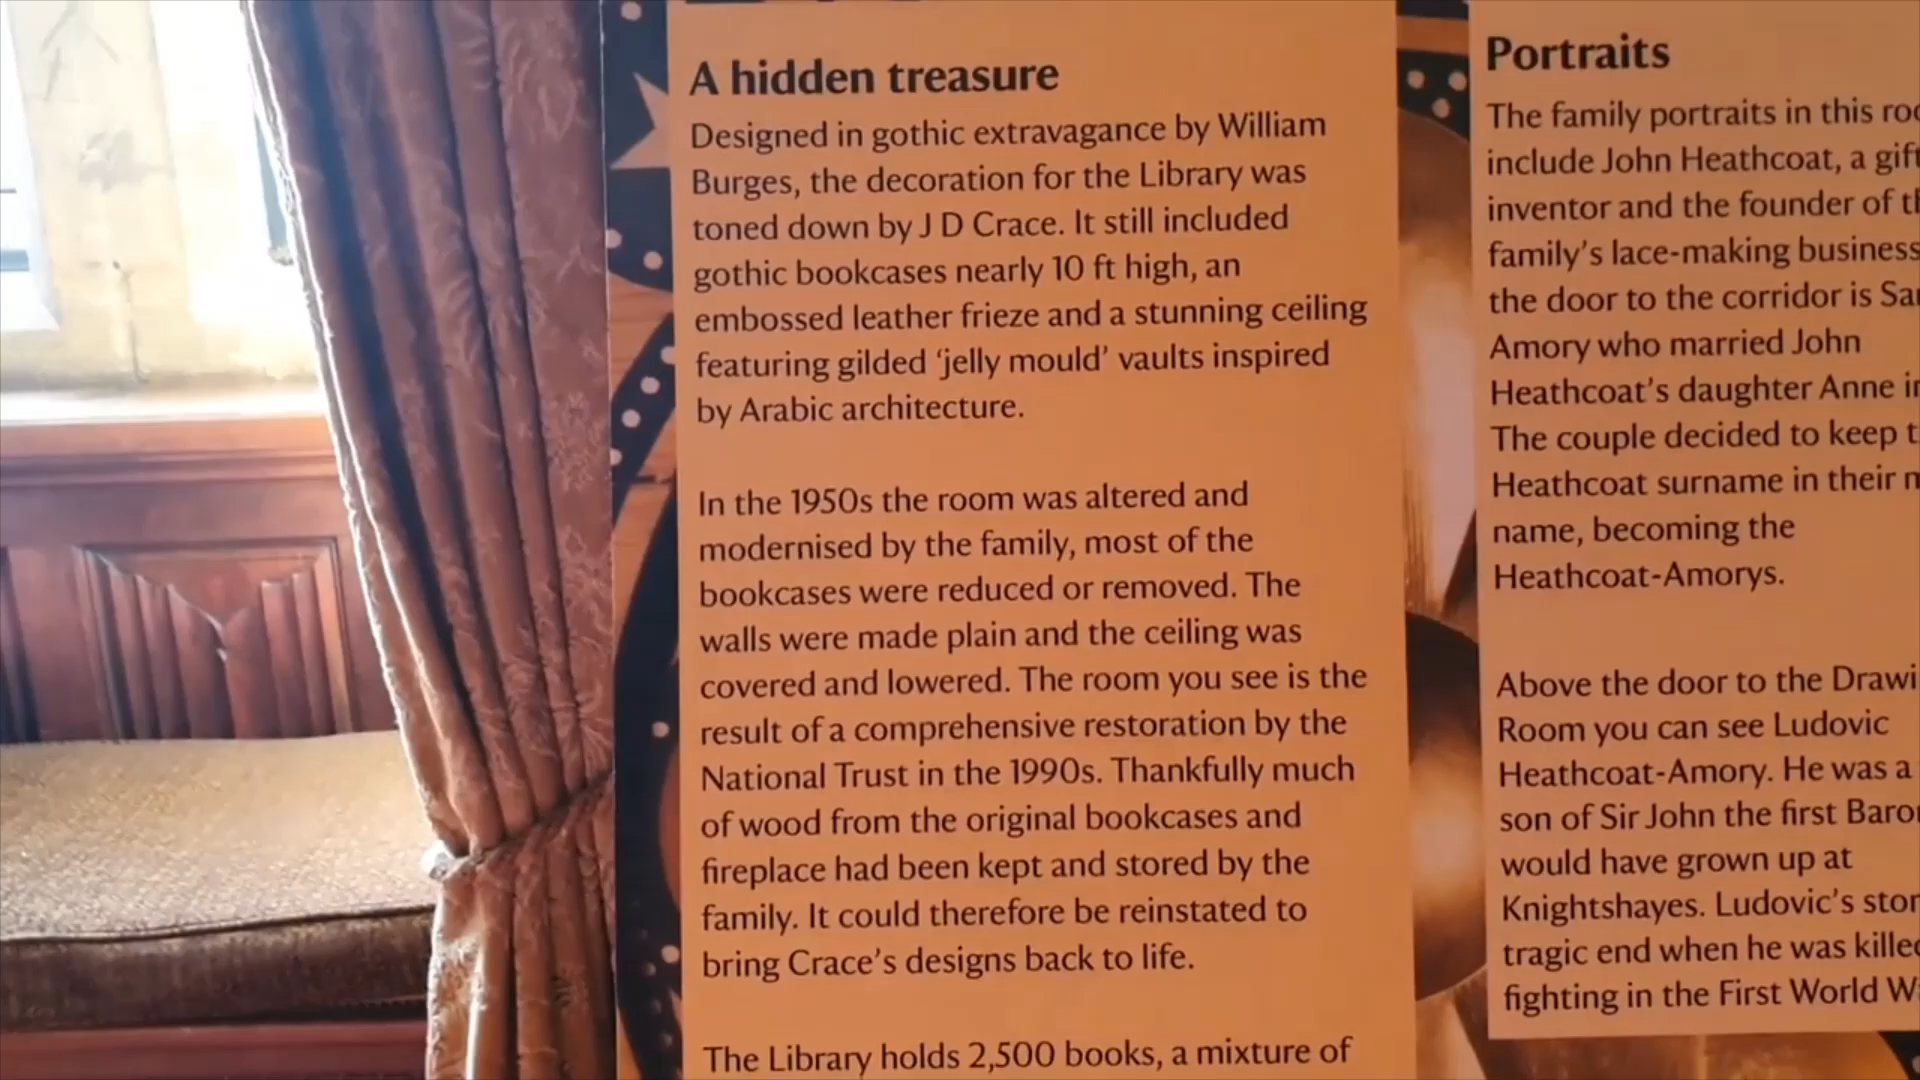 A hidden treasure
Designed in gothic extravagance by William
Burges, the decoration for the Library was
toned down by J D Crace. It still included
gothic bookcases nearly 10 ft high, an
embossed leather frieze and a stunning ceiling
featuring gilded ‘jelly mould’ vaults inspired
by Arabic architecture.
In the 1950s the room was altered and
modernised by the family, most of the
bookcases were reduced or removed. The
walls were made plain and the ceiling was
covered and lowered. The room you see is the
result of a comprehensive restoration by the
National Trust in the 1990s. Thankfully much
of wood from the original bookcases and
fireplace had been kept and stored by the
family. It could therefore be reinstated to
bring Crace’s designs back to life.
The Library holds 2,500 books, a mixture of
Portraits
The family portraits in this
include John Heathcoat, a
inventor and the founder of
family’s lace-making business
the door to the corridor is
Amory who married John
Heathcoat’s daughter Anne
The couple decided to keep
Heathcoat surname in their
name, becoming the
Heathcoat-Amorys.
Above the door to the
Room you can see Ludovic
Heathcoat-Amory. He was a
son of Sir John the first
would have grown up at
Knightshayes. Ludovic’s
tragic end when he was
fighting in the First World